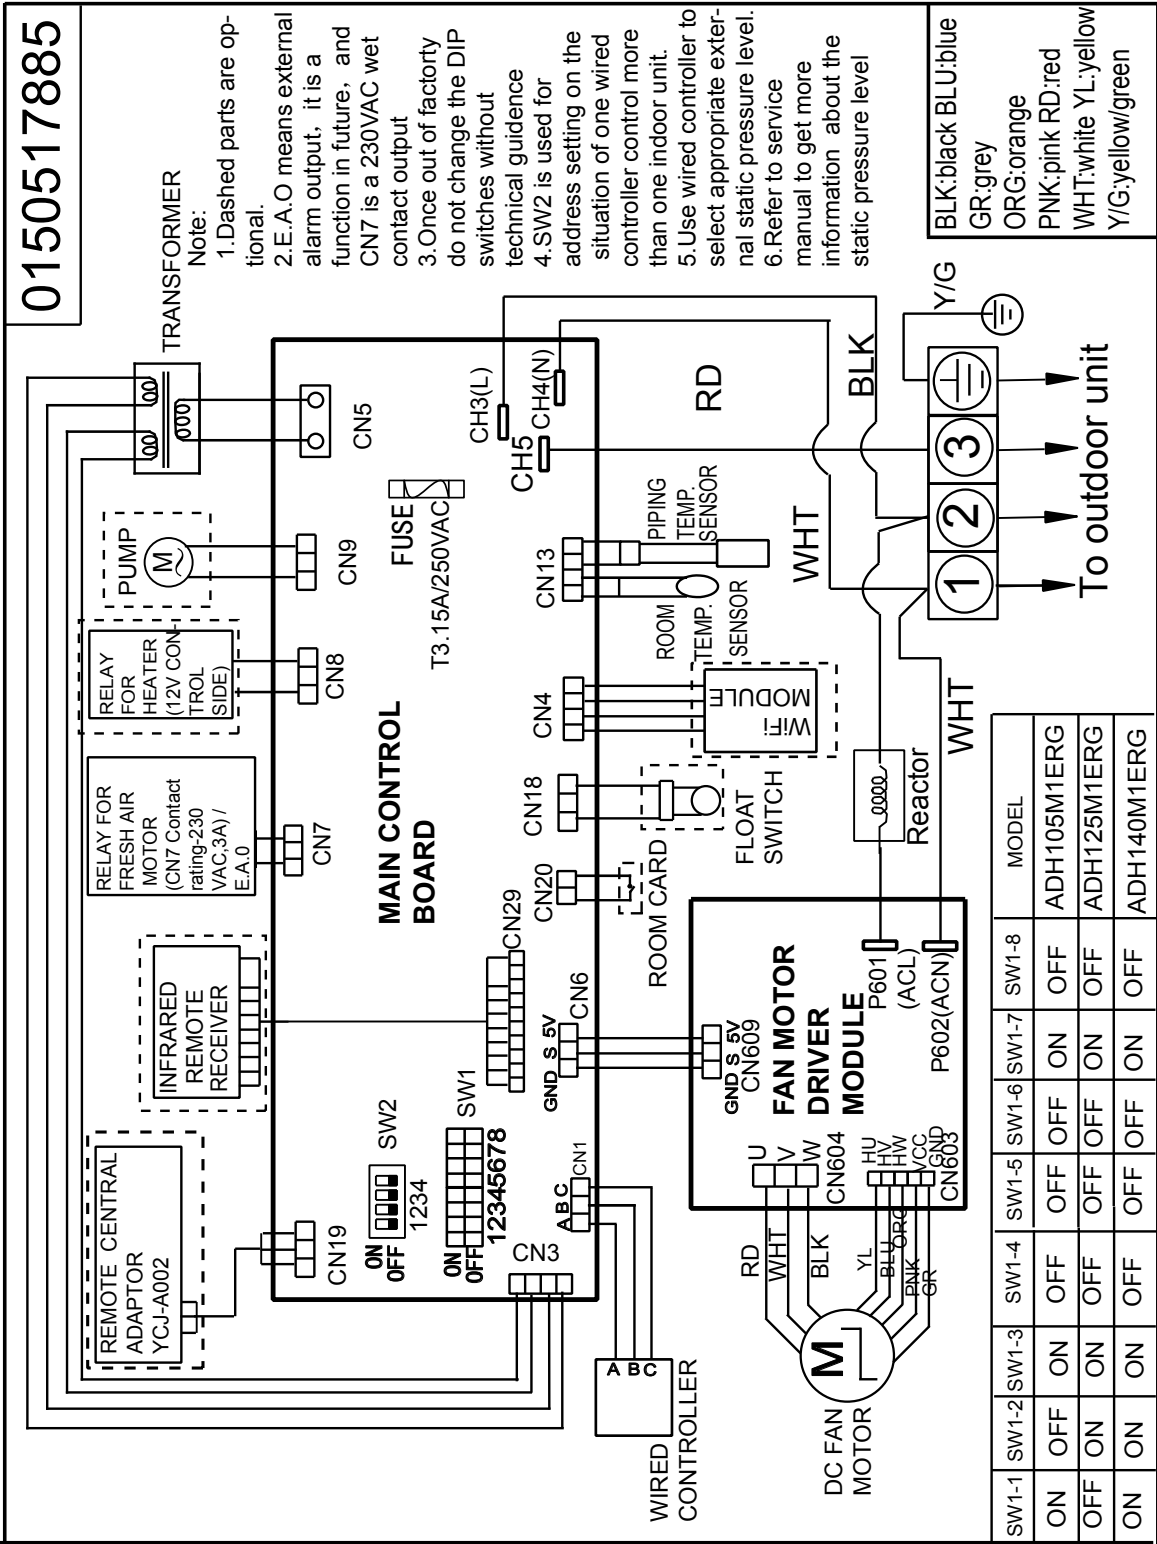 0150517885
TRANSFORMER
Note:
1.Dashed parts are op-
tional.
2.E.A.O means external
alarm output, it is a
function in future, and
CN7 is a 230VAC wet
contact output
3.Once out of factorty
do not change the DIP
switches without
technical guidence
4.SW2 is used for
address setting on the
situation of one wired
controller control more
than one indoor unit.
5.Use wired controller to
select appropriate exter-
nal static pressure level.
6.Refer to service
manual to get more
information about the
static pressure level
BLK:black BLU:blue
GR:grey
ORG:orange
PNK:pink RD:red
WHT:white YL:yellow
Y/G:yellow/green
REMOTE CENTRAL
ADAPTOR
YCJ-A002
INFRARED
REMOTE
RECEIVER
RELAY FOR
FRESH AIR
MOTOR
(CN7 Contact
rating-230
VAC,3A) /
E.A.0
RELAY
FOR
HEATER
(12V CON-
TROL
SIDE)
PUMP
M
CN19
CN7
CN8
CN9
CN5
ON
OFF
1234
SW2
ON
OFF
12345678
SW1
MAIN CONTROL
BOARD
FUSE
T3.15A/250VAC
CH3(L)
CH4(N)
CH5
CN3
A B C
CN1
GND S 5V
CN6
CN29
CN20
CN18
CN4
CN13
ROOM CARD
FLOAT
SWITCH
WiFi
MODULE
ROOM
TEMP.
SENSOR
PIPING
TEMP.
SENSOR
A B C
WIRED
CONTROLLER
GND S 5V
CN609
FAN MOTOR
DRIVER
MODULE
U
V
W
CN604
HU
HV
HW
VCC
GND
CN603
P601
(ACL)
P602(ACN)
RD
WHT
BLK
YL
BLU
ORG
PNK
GR
M
DC FAN
MOTOR
Reactor
WHT
WHT
RD
BLK
Y/G
1
2
3
To outdoor unit
SW1-1 SW1-2 SW1-3 SW1-4 SW1-5 SW1-6 SW1-7 SW1-8 MODEL
ON OFF ON OFF OFF OFF ON OFF ADH105M1ERG
OFF ON ON OFF OFF OFF ON OFF ADH125M1ERG
ON ON ON OFF OFF OFF ON OFF ADH140M1ERG